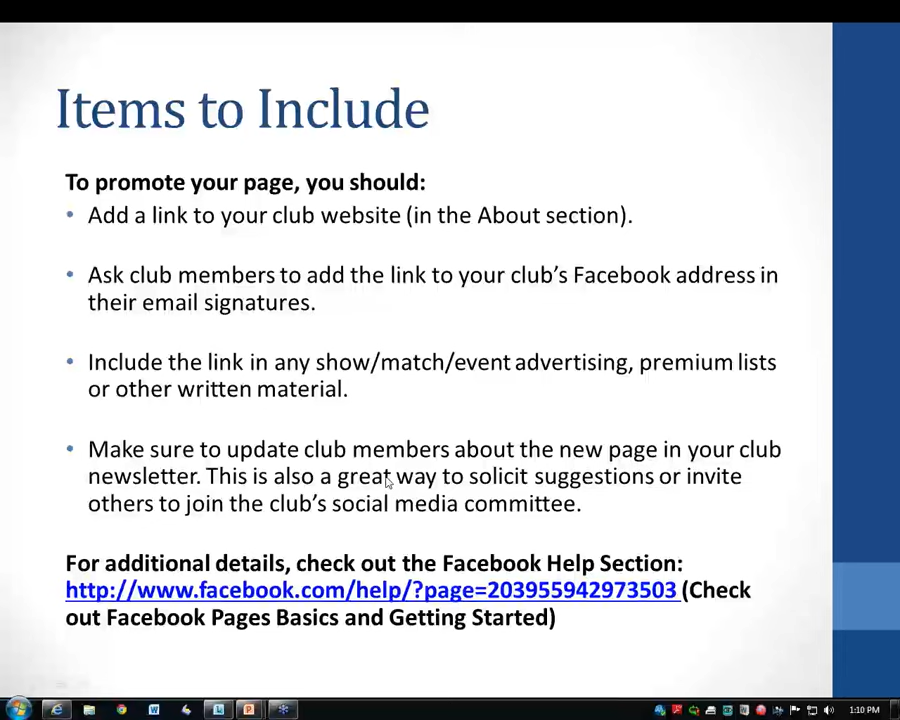 Items to Include
To promote your page, you should:
• Add a link to your club website (in the About section).
• Ask club members to add the link to your club’s Facebook address in
their email signatures.
• Include the link in any show/match/event advertising, premium lists
or other written material.
• Make sure to update club members about the new page in your club
newsletter. This is also a great way to solicit suggestions or invite
others to join the club’s social media committee.
For additional details, check out the Facebook Help Section:
http://www.facebook.com/help/?page=203955942973503 (Check
out Facebook Pages Basics and Getting Started)
1:10 PM